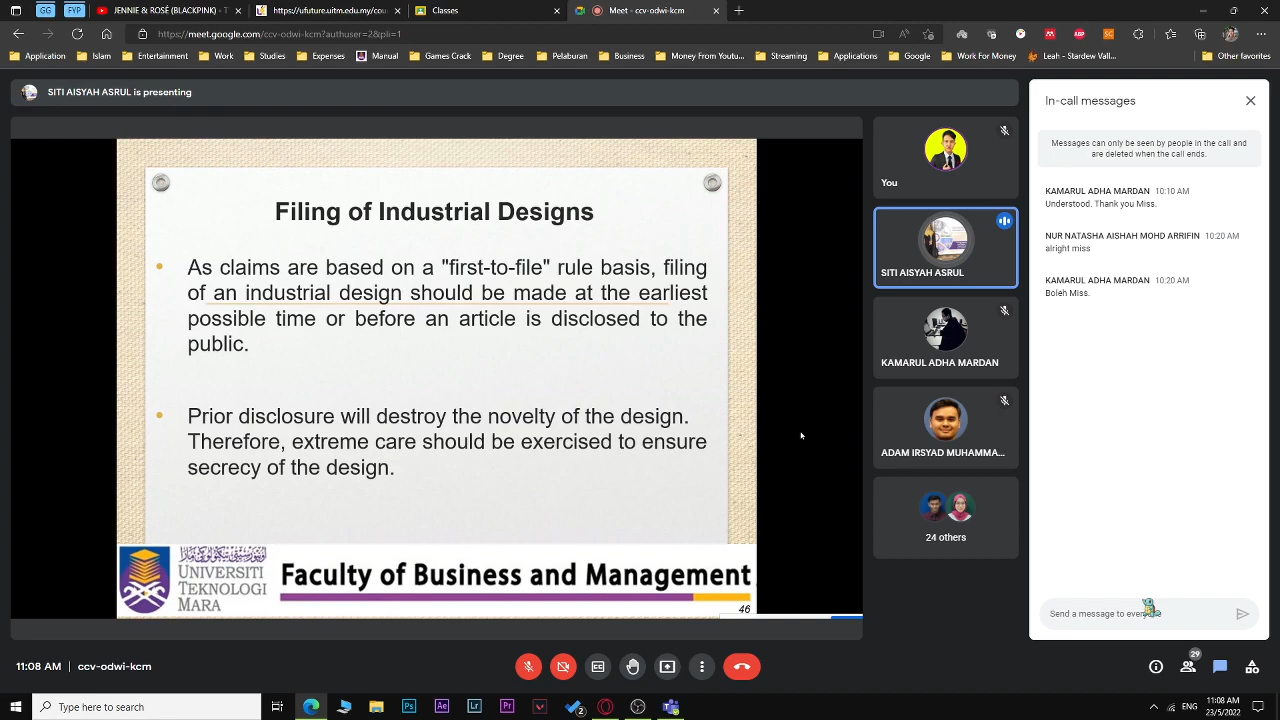 GG
FYP
JENNIE & ROSÉ (BLACKPINK) - T
https://ufuture.uitm.edu.my/cou
Classes
Meet - ccv-odwi-kcm
https://meet.google.com/ccv-odwi-kcm?authuser=2&pli=1
Application
Islam
Entertainment
Work
Studio
Expenses
Manual
Games Crack
Degree
Pelaburan
Business
Money From Youtu...
Streaming
Applications
Google
Work For Money
Leah - Stardew Vall...
Other favorites
SITI AISYAH ASRUL is presenting
Filing of Industrial Designs
• As claims are based on a "first-to-file" rule basis, filing
of an industrial design should be made at the earliest
possible time or before an article is disclosed to the
public.
• Prior disclosure will destroy the novelty of the design.
Therefore, extreme care should be exercised to ensure
secrecy of the design.
UNIVERSITI
TEKNOLOGI
MARA
Faculty of Business and Management
46
You
SITI AISYAH ASRUL
KAMARUL ADHA MARDAN
ADAM IRSYAD MUHAMMA...
24 others
In-call messages
Messages can only be seen by people in the call and
are deleted when the call ends.
KAMARUL ADHA MARDAN 10:10 AM
Understood. Thank you Miss.
NUR NATASHA AISHAH MOHD ARRIFIN 10:20 AM
alright miss
KAMARUL ADHA MARDAN 10:20 AM
Boleh Miss.
Send a message to everyone
11:08 AM | ccv-odwi-kcm
29
Type here to search
Ps
Ae
Lr
Pr
2
ENG
11:08 AM
23/5/2022